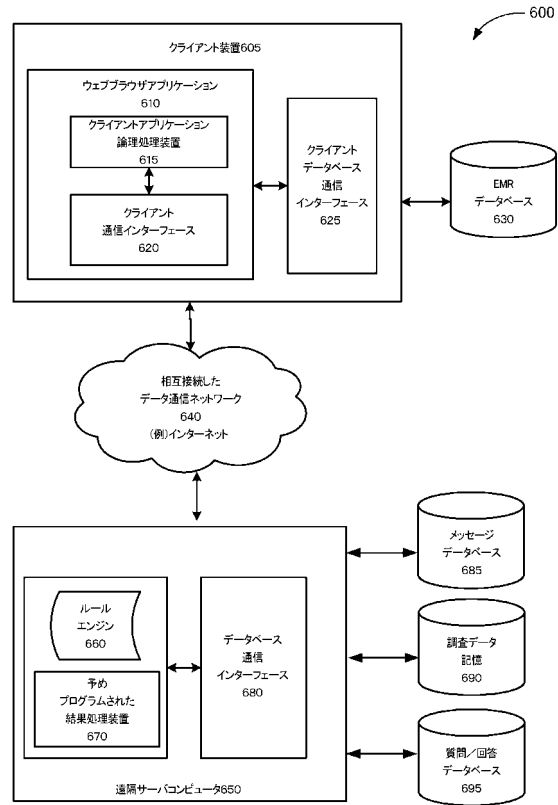 600
クライアント装置605
ウェブブラウザアプリケーション
610
クライアントアプリケーション
論理処理装置
615
クライアント
通信インターフェース
620
クライアント
データベース
通信
インターフェース
625
EMR
データベース
630
相互接続した
データ通信ネットワーク
640
(例)インターネット
ルール
エンジン
660
予め
プログラムされた
結果処理装置
670
データベース
通信
インターフェース
680
遠隔サーバコンピュータ650
メッセージ
データベース
685
調査データ
記憶
690
質問／回答
データベース
695